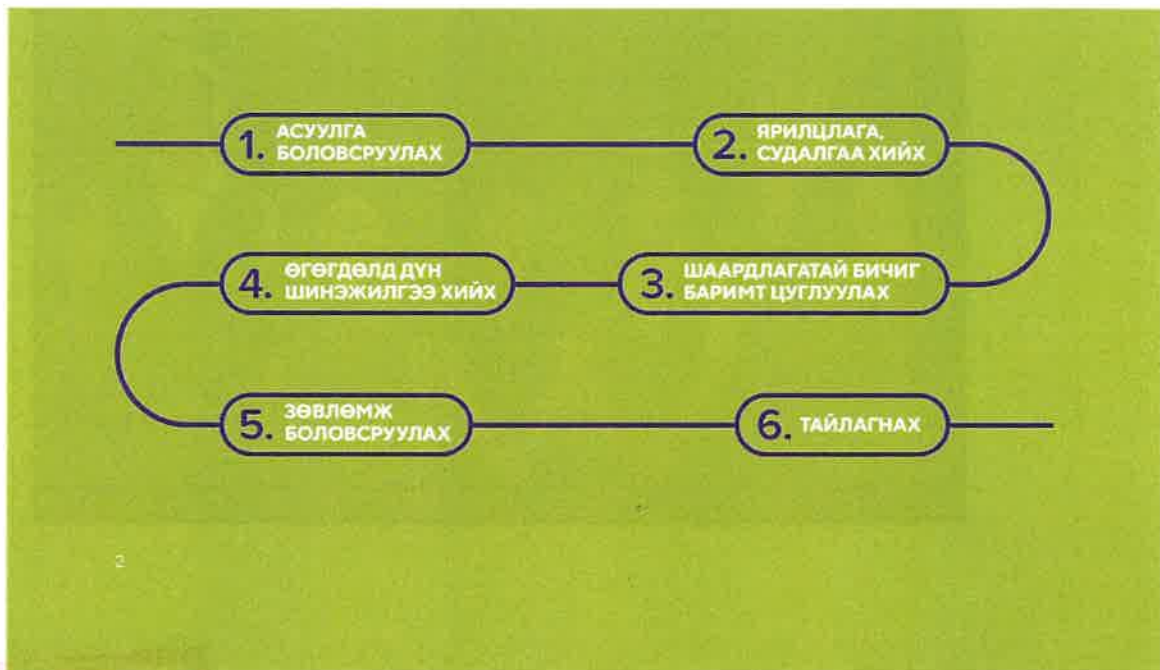 1. АСУУЛГА
БОЛОВСРУУЛАХ
2. ЯРИЛЦЛАГА,
СУДАЛГАА ХИЙХ
3. ШААРДЛАГАТАЙ БИЧИГ
БАРИМТ ЦУГЛУУЛАХ
4. ӨГӨГДӨЛД ДҮН
ШИНЭЖИЛГЭЭ ХИЙХ
5. ЗӨВЛӨМЖ
БОЛОВСРУУЛАХ
6. ТАЙЛАГНАХ
2